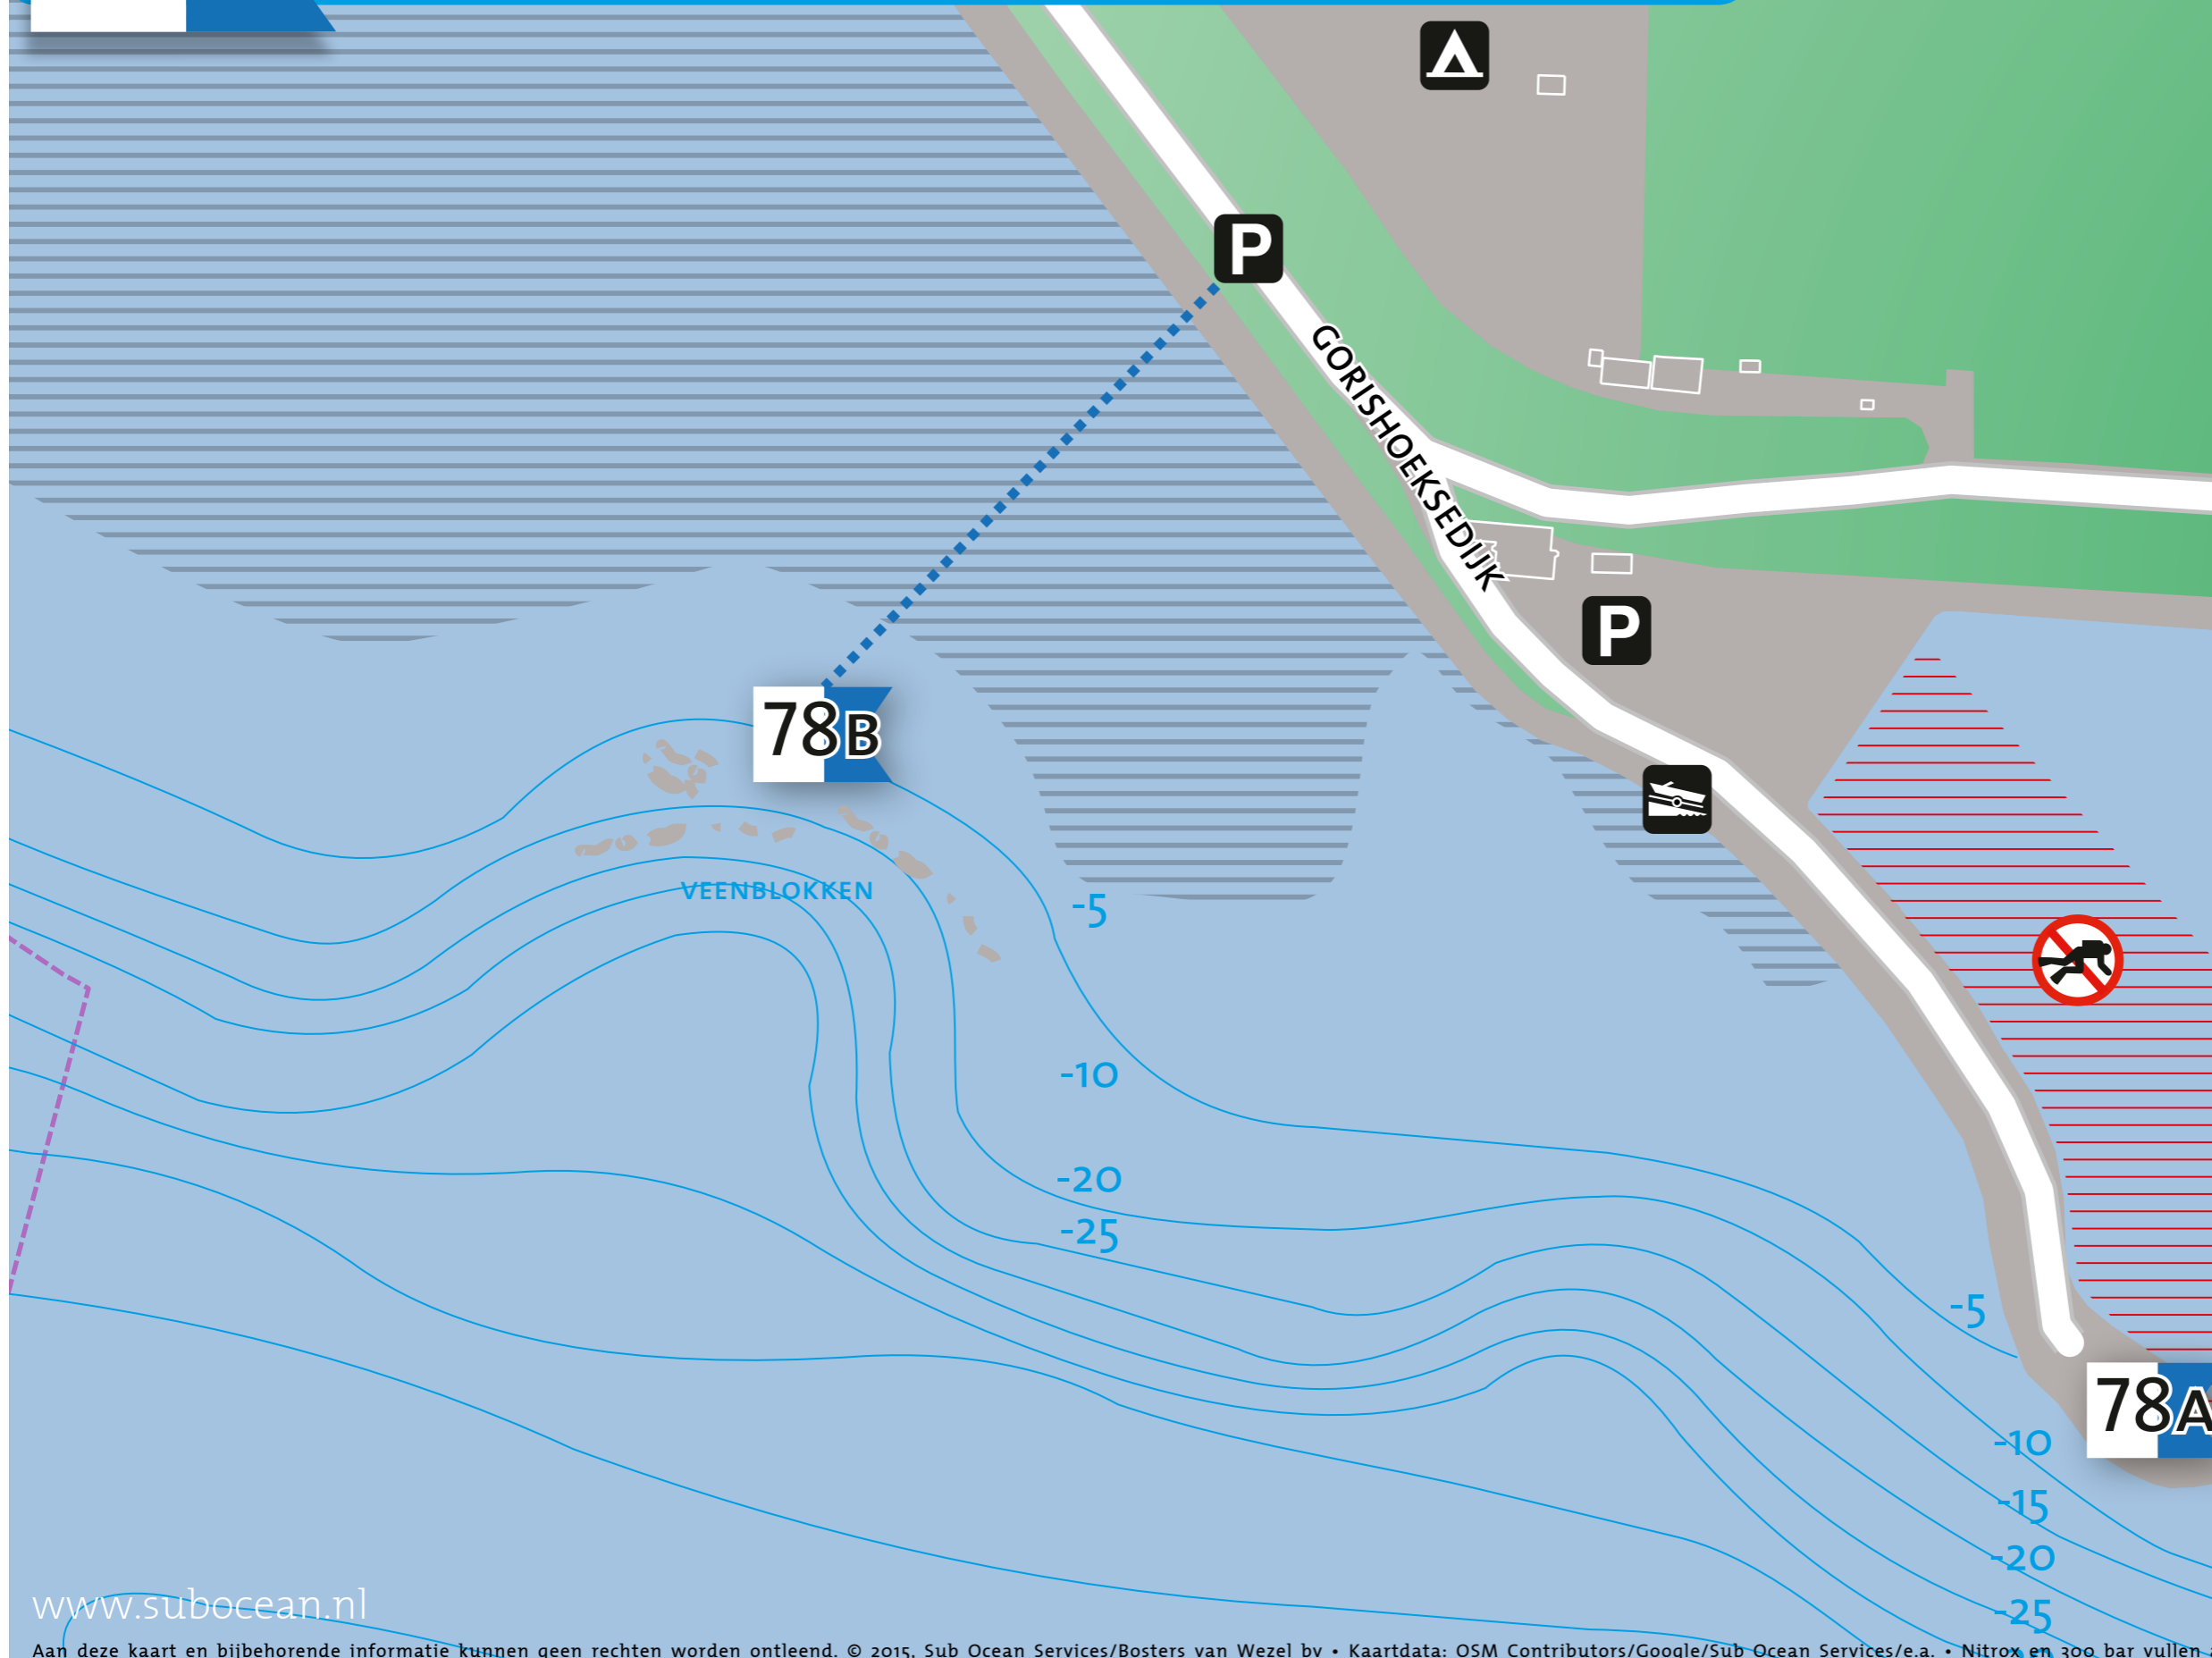 P
GORISHOEKSEDIJK
P
78B
VEENBLOKKEN
-5
-10
-20
-25
-5
78A
-10
-15
-20
-25
www.subocean.nl
Aan deze kaart en bijbehorende informatie kunnen geen rechten worden ontleend. © 2015, Sub Ocean Services/Bosters van Wezel bv • Kaartdata: OSM Contributors/Google/Sub Ocean Services/e.a. • Nitrox en 300 bar vullen